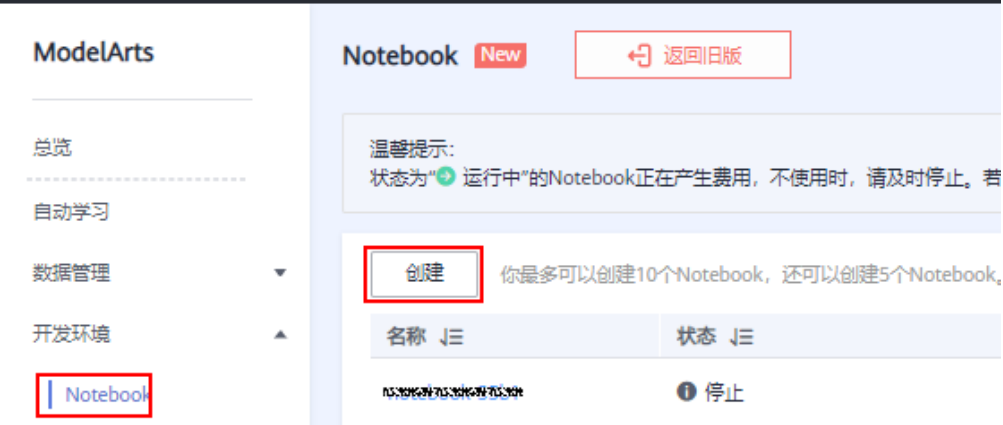 ModelArts
总览
自动学习
数据管理
开发环境
Notebook
Notebook New 返回旧版
温馨提示：
状态为“ 运行中”的Notebook正在产生费用，不使用时，请及时停止。若
创建 你最多可以创建10个Notebook，还可以创建5个Notebook。
名称 状态
停止